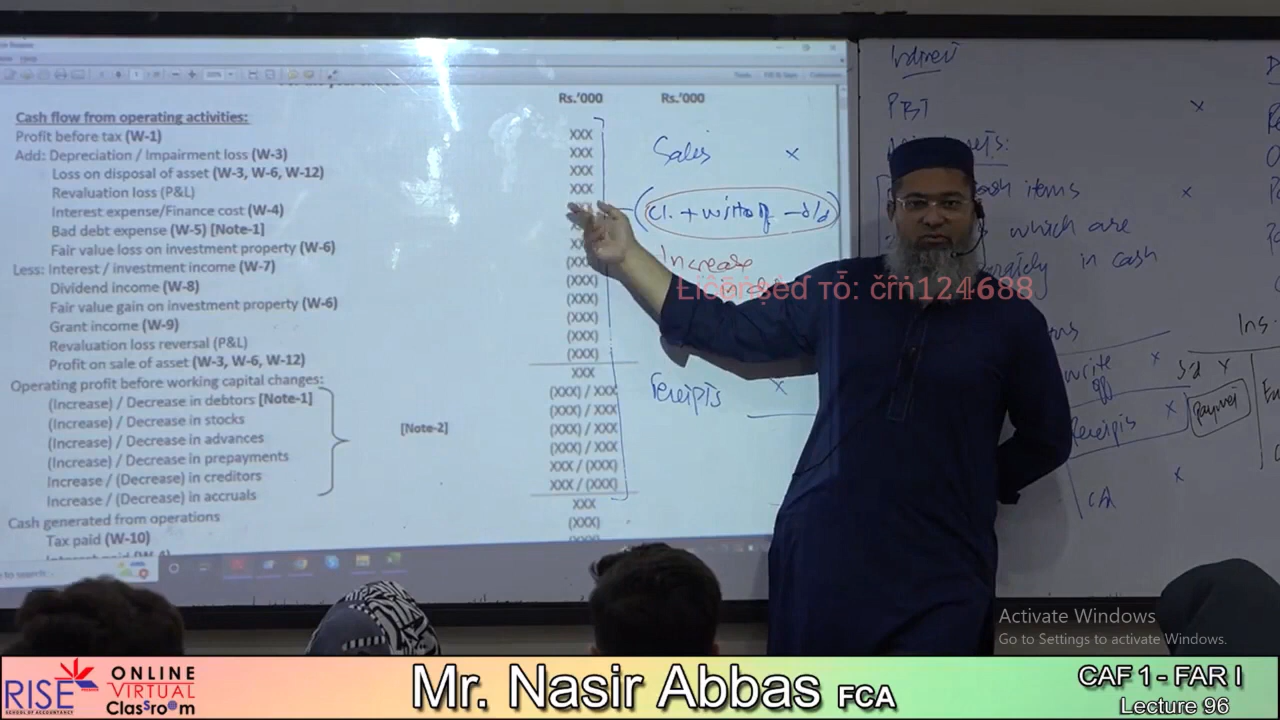 Rs.'000 Rs.'000
Cash flow from operating activities:
Profit before tax (W-1) XXX
Add: Depreciation / Impairment loss (W-3) XXX
Loss on disposal of asset (W-3, W-6, W-12) XXX
Revaluation loss (P&L) XXX
Interest expense/Finance cost (W-4)
Bad debt expense (W-5) [Note-1]
Fair value loss on investment property (W-6)
Less: Interest / investment income (W-7) (XXX)
Dividend income (W-8) (XXX)
Fair value gain on investment property (W-6) (XXX)
Grant income (W-9) (XXX)
Revaluation loss reversal (P&L) (XXX)
Profit on sale of asset (W-3, W-6, W-12) (XXX)
Operating profit before working capital changes: XXX
(Increase) / Decrease in debtors [Note-1] (XXX) / XXX
(Increase) / Decrease in stocks (XXX) / XXX
(Increase) / Decrease in advances [Note-2] (XXX) / XXX
(Increase) / Decrease in prepayments (XXX) / XXX
Increase / (Decrease) in creditors XXX / (XXX)
Increase / (Decrease) in accruals XXX / (XXX)
Cash generated from operations XXX
Tax paid (W-10) (XXX)
Sales x
Increase
Receipts x
Indirect
PBT x
cash items x
which are
in cash
write off x
Receipts x
Payment
Ƚīčēṅṣẹď τō: čřñ124688
Activate Windows
Go to Settings to activate Windows.
RISE
SCHOOL OF ACCOUNTANCY
ONLINE
VIRTUAL
Classroom
Mr. Nasir Abbas FCA
CAF 1 - FAR I
Lecture 96